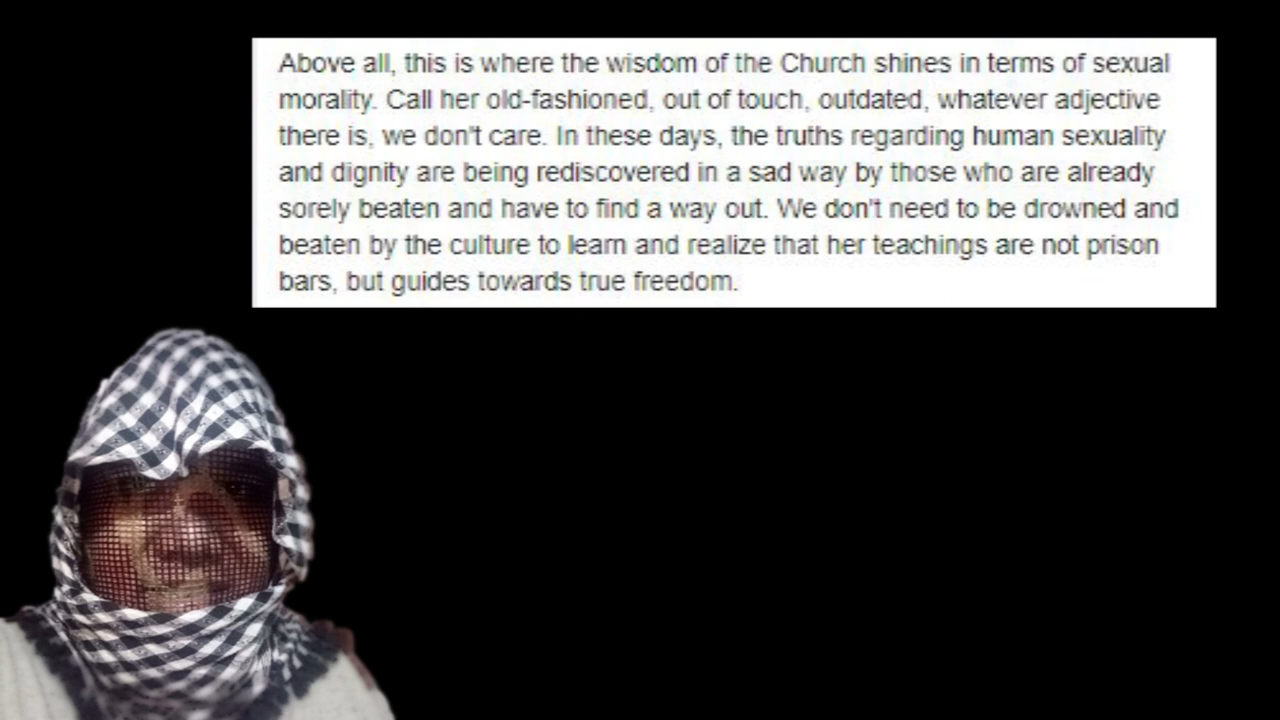 Above all, this is where the wisdom of the Church shines in terms of sexual
morality. Call her old-fashioned, out of touch, outdated, whatever adjective
there is, we don't care. In these days, the truths regarding human sexuality
and dignity are being rediscovered in a sad way by those who are already
sorely beaten and have to find a way out. We don't need to be drowned and
beaten by the culture to learn and realize that her teachings are not prison
bars, but guides towards true freedom.